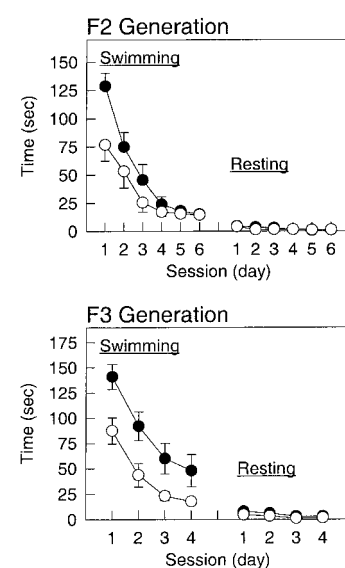 F2 Generation
Swimming
150
125
100
75
50
25
0
Time (sec)
Resting
1 2 3 4 5 6 1 2 3 4 5 6
Session (day)
F3 Generation
Swimming
175
150
125
100
75
50
25
0
Time (sec)
Resting
1 2 3 4 1 2 3 4
Session (day)